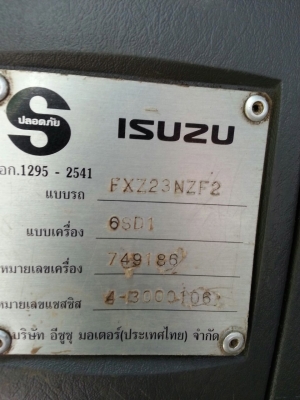 S
ปลอดภัย
ISUZU
อก.1295 - 2541
แบบรถ FXZ23NZF2
แบบเครื่อง 6SD1
หมายเลขเครื่อง 749186
หมายเลขแชสซิส
บริษัท อีซูซุ มอเตอร์(ประเทศไทย) จำกัด